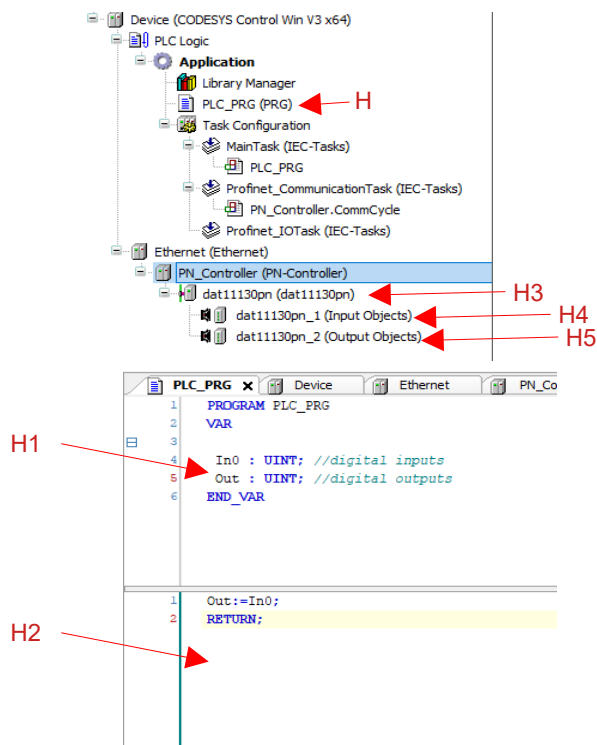 Device (CODESYS Control Win V3 x64)
PLC Logic
Application
Library Manager
PLC_PRG (PRG) H
Task Configuration
MainTask (IEC-Tasks)
PLC_PRG
Profinet_CommunicationTask (IEC-Tasks)
PN_Controller.CommCycle
Profinet_IOTask (IEC-Tasks)
Ethernet (Ethernet)
PN_Controller (PN-Controller)
dat11130pn (dat11130pn) H3
dat11130pn_1 (Input Objects) H4
dat11130pn_2 (Output Objects) H5
PLC_PRG X Device Ethernet PN_Co
1 PROGRAM PLC_PRG
2 VAR
3
H1
4 In0 : UINT; //digital inputs
5 Out : UINT; //digital outputs
6 END_VAR
1 Out:=In0;
2 RETURN;
H2